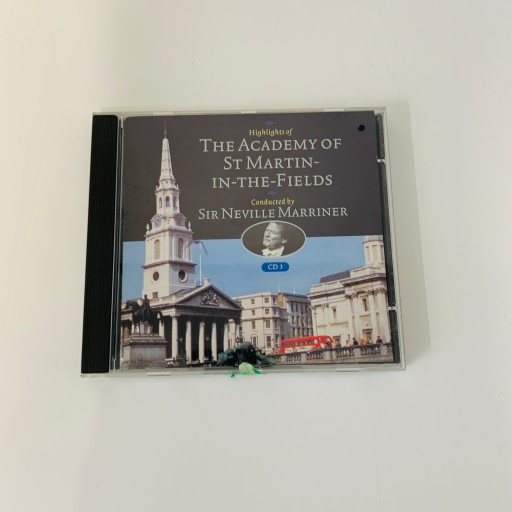 Highlights of
THE ACADEMY OF
ST MARTIN-
IN-THE-FIELDS
Conducted by
SIR NEVILLE MARRINER
CD 3